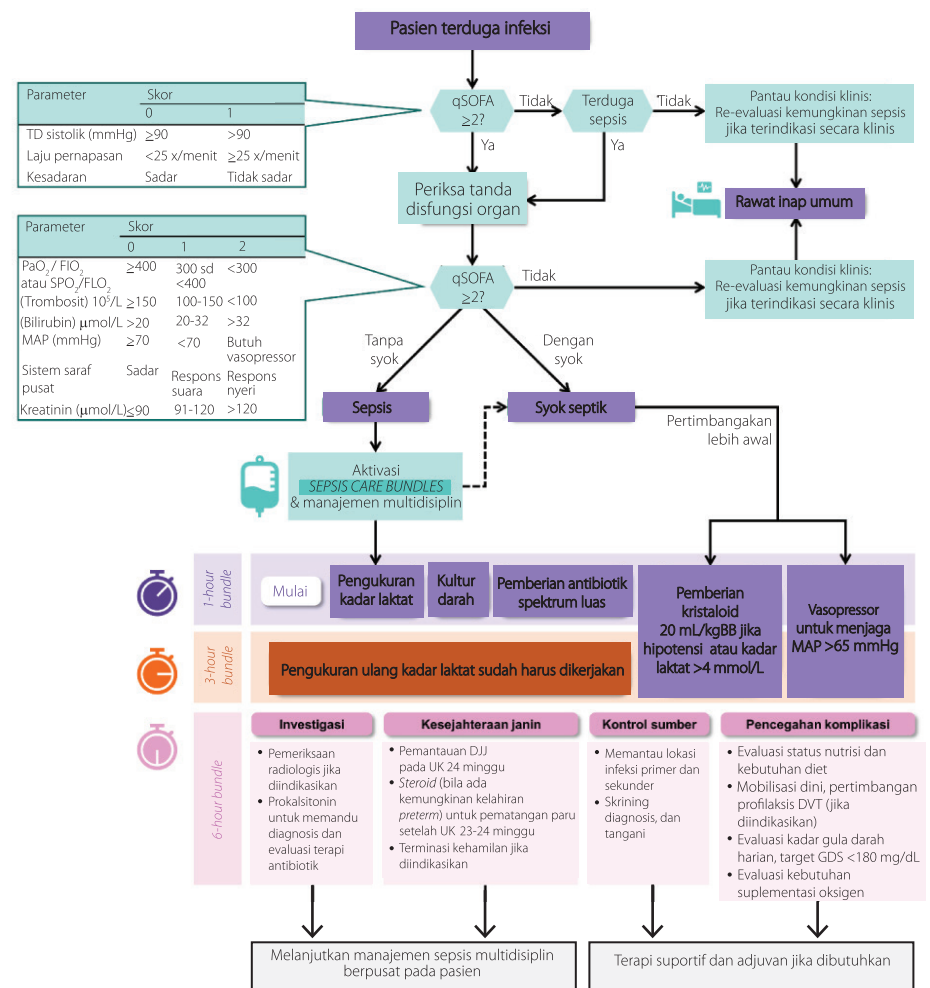 Pasien terduga infeksi
Parameter Skor
0 1
TD sistolik (mmHg) ≥90 >90
Laju pernapasan <25 x/menit ≥25 x/menit
Kesadaran Sadar Tidak sadar
qSOFA
≥2?
Tidak
Terduga
sepsis
Tidak
Pantau kondisi klinis:
Re-evaluasi kemungkinan sepsis
jika terindikasi secara klinis
Ya
Ya
Periksa tanda
disfungsi organ
Rawat inap umum
Parameter Skor
0 1 2
PaO2/ FIO2 ≥400 300 sd <300
atau SPO2/FLO2 <400
(Trombosit) 10⁵/L ≥150 100-150 <100
(Bilirubin) μmol/L >20 20-32 >32
MAP (mmHg) ≥70 <70 Butuh
vasopressor
Sistem saraf Sadar Respons Respons
pusat suara nyeri
Kreatinin (μmol/L) ≤90 91-120 >120
qSOFA
≥2?
Tidak
Pantau kondisi klinis:
Re-evaluasi kemungkinan sepsis
jika terindikasi secara klinis
Tanpa
syok
Dengan
syok
Sepsis
Syok septik
Pertimbangakan
lebih awal
Aktivasi
SEPSIS CARE BUNDLES
& manajemen multidisiplin
1-hour
bundle
Mulai
Pengukuran
kadar laktat
Kultur
darah
Pemberian antibiotik
spektrum luas
Pemberian
kristaloid
20 mL/kgBB jika
hipotensi atau kadar
laktat >4 mmol/L
Vasopressor
untuk menjaga
MAP >65 mmHg
3-hour
bundle
Pengukuran ulang kadar laktat sudah harus dikerjakan
6-hour bundle
Investigasi
• Pemeriksaan
radiologis jika
diindikasikan
• Prokalsitonin
untuk memandu
diagnosis dan
evaluasi terapi
antibiotik
Kesejahteraan janin
• Pemantauan DJJ
pada UK 24 minggu
• Steroid (bila ada
kemungkinan kelahiran
preterm) untuk pematangan paru
setelah UK 23-24 minggu
• Terminasi kehamilan jika
diindikasikan
Kontrol sumber
• Memantau lokasi
infeksi primer dan
sekunder
• Skrining
diagnosis, dan
tangani
Pencegahan komplikasi
• Evaluasi status nutrisi dan
kebutuhan diet
• Mobilisasi dini, pertimbangan
profilaksis DVT (jika
diindikasikan)
• Evaluasi kadar gula darah
harian, target GDS <180 mg/dL
• Evaluasi kebutuhan
suplementasi oksigen
Melanjutkan manajemen sepsis multidisiplin
berpusat pada pasien
Terapi suportif dan adjuvan jika dibutuhkan